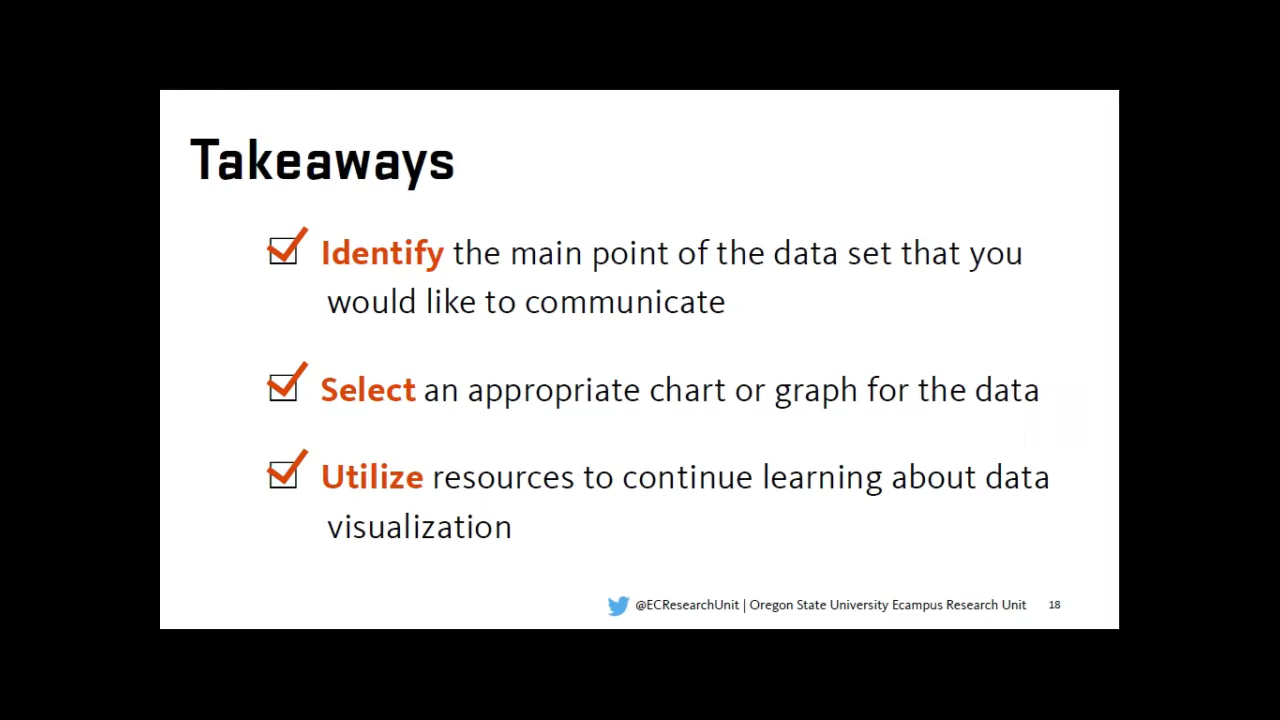 Takeaways
Identify the main point of the data set that you
would like to communicate
Select an appropriate chart or graph for the data
Utilize resources to continue learning about data
visualization
@ECResearchUnit | Oregon State University Ecampus Research Unit 18